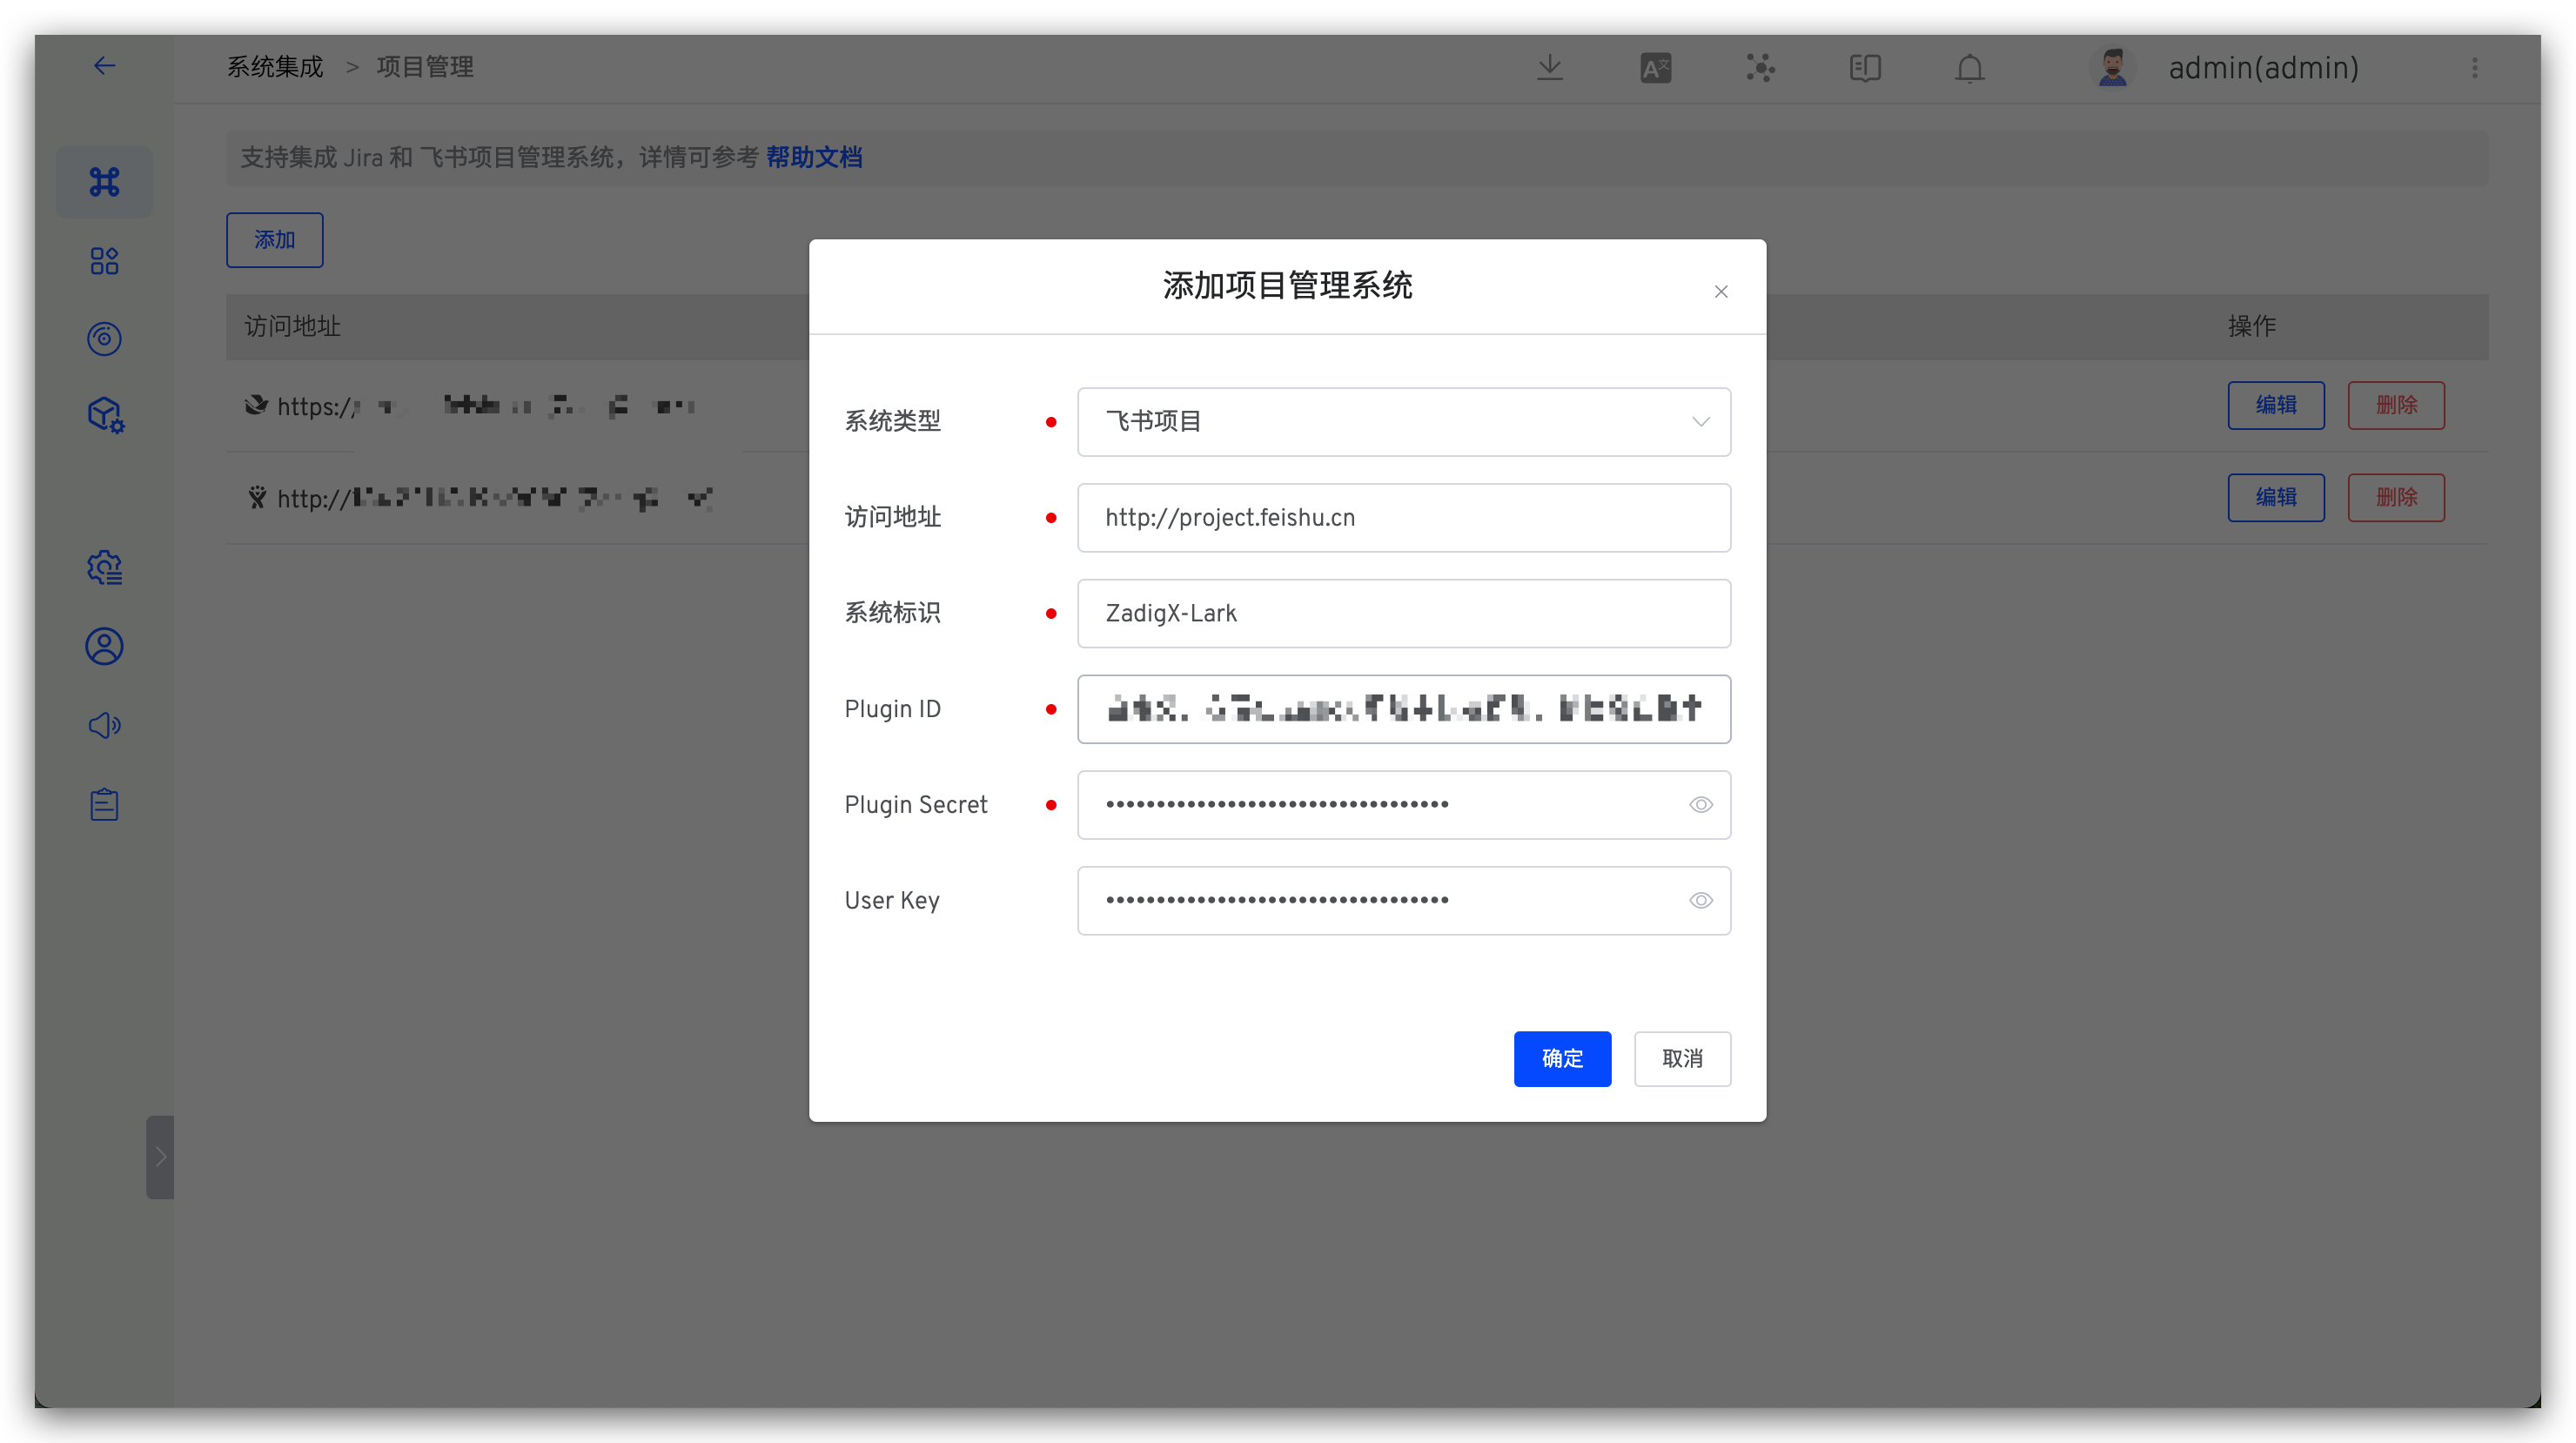 系统集成 > 项目管理
admin(admin)
支持集成 Jira 和 飞书项目管理系统，详情可参考 帮助文档
添加
访问地址
操作
https:/
编辑
删除
http://
编辑
删除
添加项目管理系统
系统类型
飞书项目
访问地址
http://project.feishu.cn
系统标识
ZadigX-Lark
Plugin ID
Plugin Secret
User Key
确定
取消